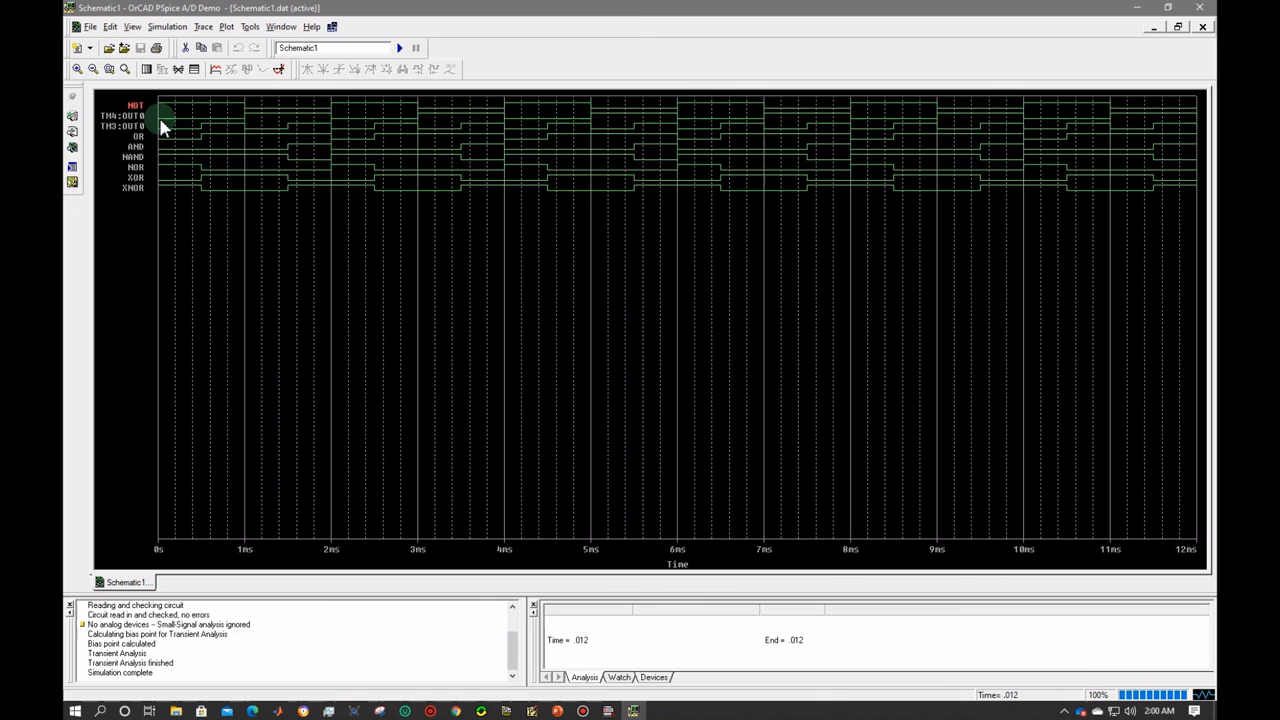 Schematic1 - OrCAD PSpice A/D Demo - [Schematic1.dat (active)]
File Edit View Simulation Trace Plot Tools Window Help
Schematic1
NOT
TM4:OUT0
TM3:OUT0
OR
AND
NAND
NOR
XOR
XNOR
0s 1ms 2ms 3ms 4ms 5ms 6ms 7ms 8ms 9ms 10ms 11ms 12ms
Time
Schematic1....
Reading and checking circuit
Circuit read in and checked, no errors
No analog devices -- Small-Signal analysis ignored
Calculating bias point for Transient Analysis
Bias point calculated
Transient Analysis
Transient Analysis finished
Simulation complete
Time = .012 End = .012
Analysis Watch Devices
Time= .012 100%
2:00 AM